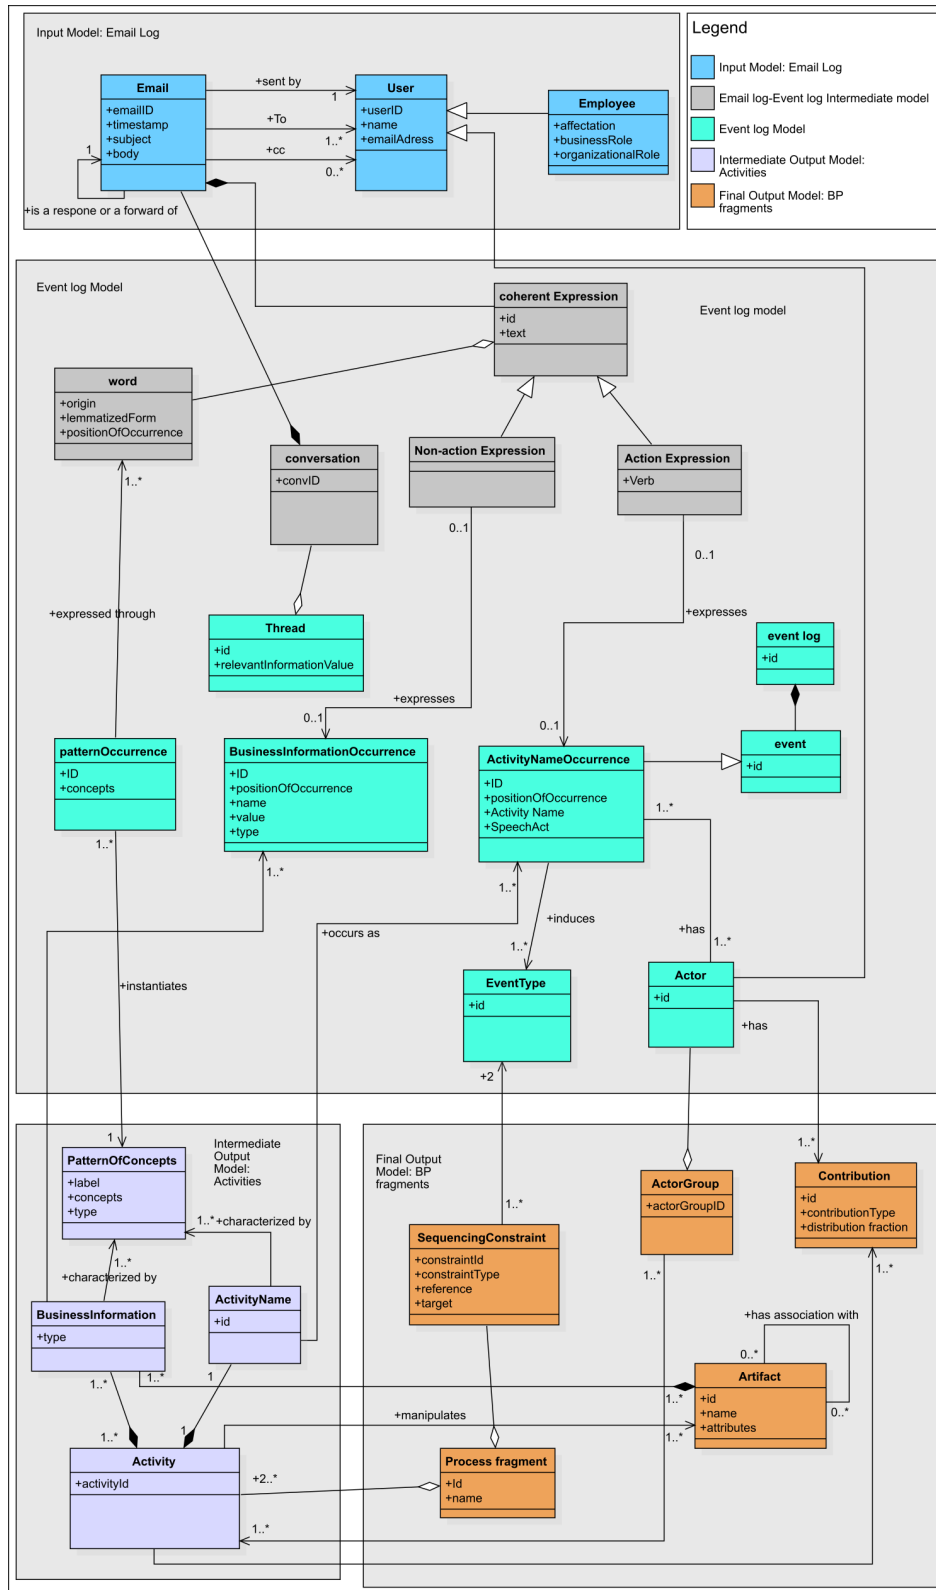 Input Model: Email Log
Legend
Input Model: Email Log
Email log-Event log Intermediate model
Event log Model
Intermediate Output Model:
Activities
Final Output Model: BP
fragments
Email
+emailID
+timestamp
+subject
+body
+sent by
1
+To
1..*
+cc
0..*
1
+is a respone or a forward of
User
+userID
+name
+emailAdress
Employee
+affectation
+businessRole
+organizationalRole
Event log Model
Event log model
coherent Expression
+id
+text
word
+origin
+lemmatizedForm
+positionOfOccurrence
1..*
conversation
+convID
Non-action Expression
0..1
Action Expression
+Verb
0..1
+expressed through
Thread
+id
+relevantInformationValue
+expresses
0..1
+expresses
0..1
event log
+id
event
+id
patternOccurrence
+ID
+concepts
1..*
BusinessInformationOccurrence
+ID
+positionOfOccurrence
+name
+value
+type
1..*
ActivityNameOccurrence
+ID
+positionOfOccurrence
+Activity Name
+SpeechAct
1..*
1..*
+occurs as
+induces
1..*
+has
1..*
+instantiates
EventType
+id
+2
Actor
+id
+has
1
Intermediate
Output
Model:
Activities
Final Output
Model: BP
fragments
PatternOfConcepts
+label
+concepts
+type
1..*
+characterized by
1..*
+characterized by
BusinessInformation
+type
1..*
1..*
ActivityName
+id
1
1..*
1
Activity
+activityId
+2..*
1..*
+manipulates
1..*
SequencingConstraint
+constraintId
+constraintType
+reference
+target
1..*
ActorGroup
+actorGroupID
1..*
Contribution
+id
+contributionType
+distribution fraction
1..*
1..*
+has association with
0..*
0..*
Artifact
+id
+name
+attributes
1..*
Process fragment
+Id
+name